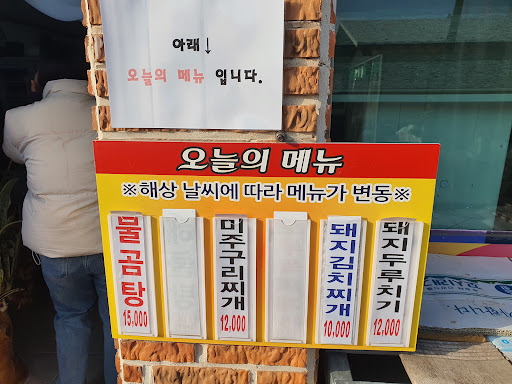 아래↓
오늘의 메뉴 입니다.
오늘의 메뉴
※해상 날씨에 따라 메뉴가 변동※
불곰탕
15,000
미주구리찌개
12,000
돼지김치찌개
10,000
돼지두루치기
12,000